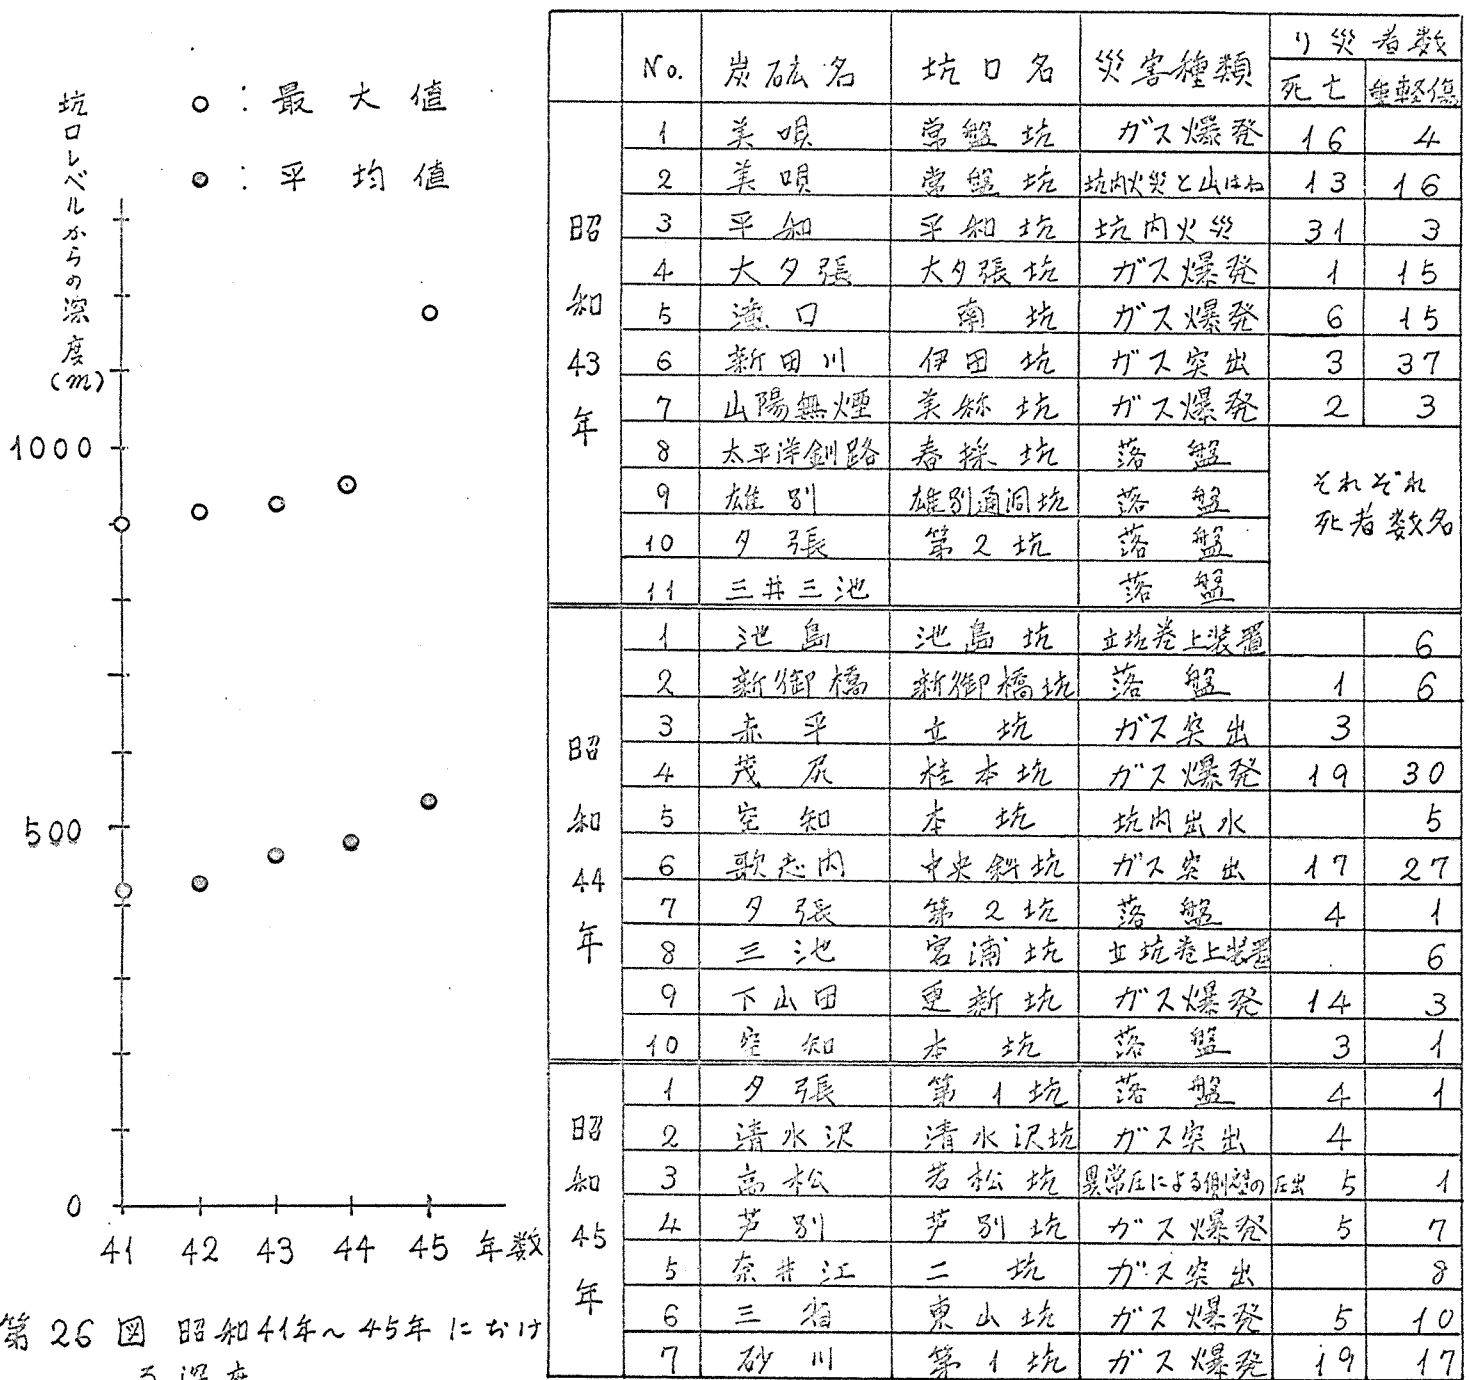 坑口レベルからの深度(m)
○ : 最大値
● : 平均値
1000
500
0
41 42 43 44 45 年数
第26図 昭和41年~45年におけ
る深度
No. 炭砿名 坑口名 災害種類 り災者数
死亡 重軽傷
昭和43年
1 美唄 常盤坑 ガス爆発 16 4
2 美唄 常盤坑 坑内火災と山はね 13 16
3 平和 平和坑 坑内火災 31 3
4 大夕張 大夕張坑 ガス爆発 1 15
5 滝口 南坑 ガス爆発 6 15
6 新田川 伊田坑 ガス突出 3 37
7 山陽無煙 美祢坑 ガス爆発 2 3
8 太平洋釧路 春採坑 落盤
9 雄別 雄別通洞坑 落盤
10 夕張 第2坑 落盤
11 三井三池 落盤
それぞれ
死者数名
昭和44年
1 池島 池島坑 立坑巻上装置 6
2 新御橋 新御橋坑 落盤 1 6
3 赤平 立坑 ガス突出 3
4 茂尻 桂本坑 ガス爆発 19 30
5 空知 本坑 坑内出水 5
6 歌志内 中央斜坑 ガス突出 17 27
7 夕張 第2坑 落盤 4 1
8 三池 宮浦坑 立坑巻上装置 6
9 下山田 更新坑 ガス爆発 14 3
10 空知 本坑 落盤 3 1
昭和45年
1 夕張 第1坑 落盤 4 1
2 清水沢 清水沢坑 ガス突出 4
3 高松 若松坑 異常圧による側壁の圧出 5 1
4 芦別 芦別坑 ガス爆発 5 7
5 奈井江 二坑 ガス突出 8
6 三省 東山坑 ガス爆発 5 10
7 砂川 第1坑 ガス爆発 19 17